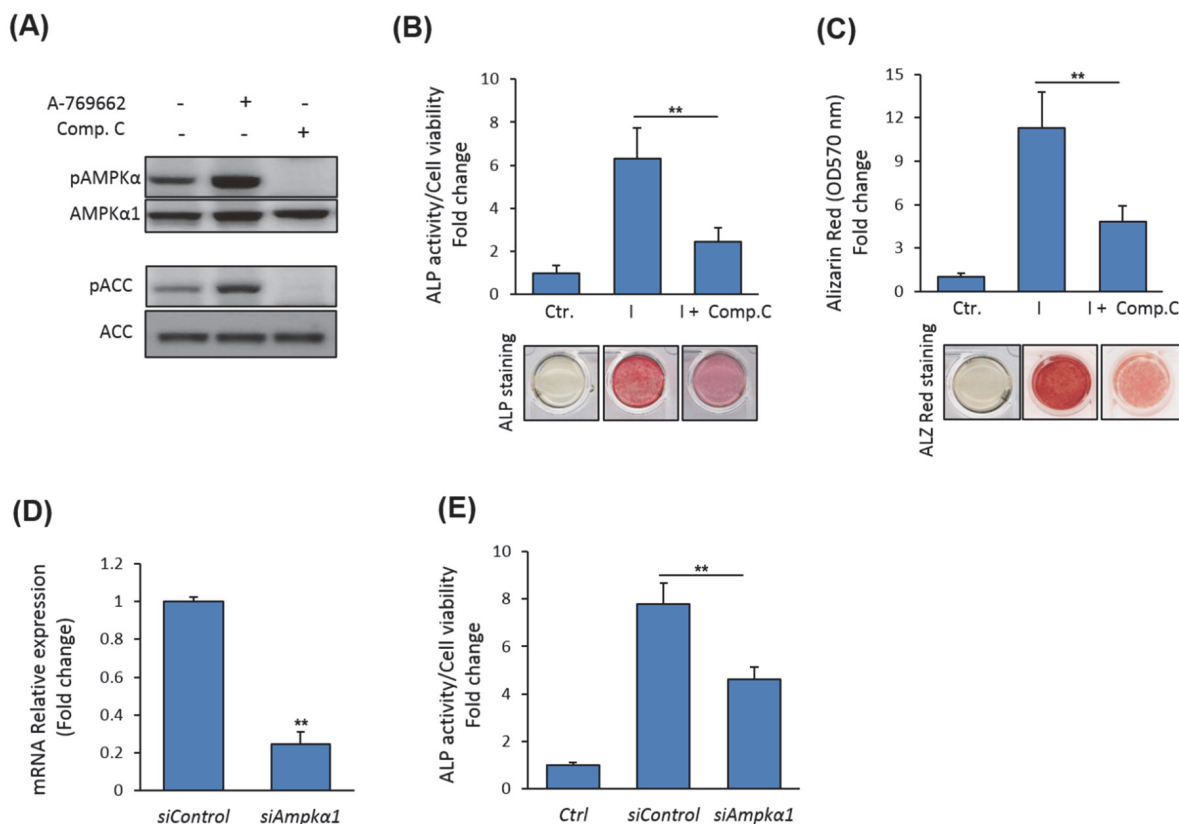 (A)
A-769662 - + -
Comp. C - - +
pAMPKα
AMPKα1
pACC
ACC
(B)
ALP activity/Cell viability
Fold change
10
8
6
4
2
0
**
Ctr. I I + Comp.C
ALP staining
(C)
Alizarin Red (OD570 nm)
Fold change
15
12
9
6
3
0
**
Ctr. I I + Comp.C
ALZ Red staining
(D)
mRNA Relative expression
(Fold change)
1.2
1
0.8
0.6
0.4
0.2
0
**
siControl siAmpkα1
(E)
ALP activity/Cell viability
Fold change
10
8
6
4
2
0
**
Ctrl siControl siAmpkα1